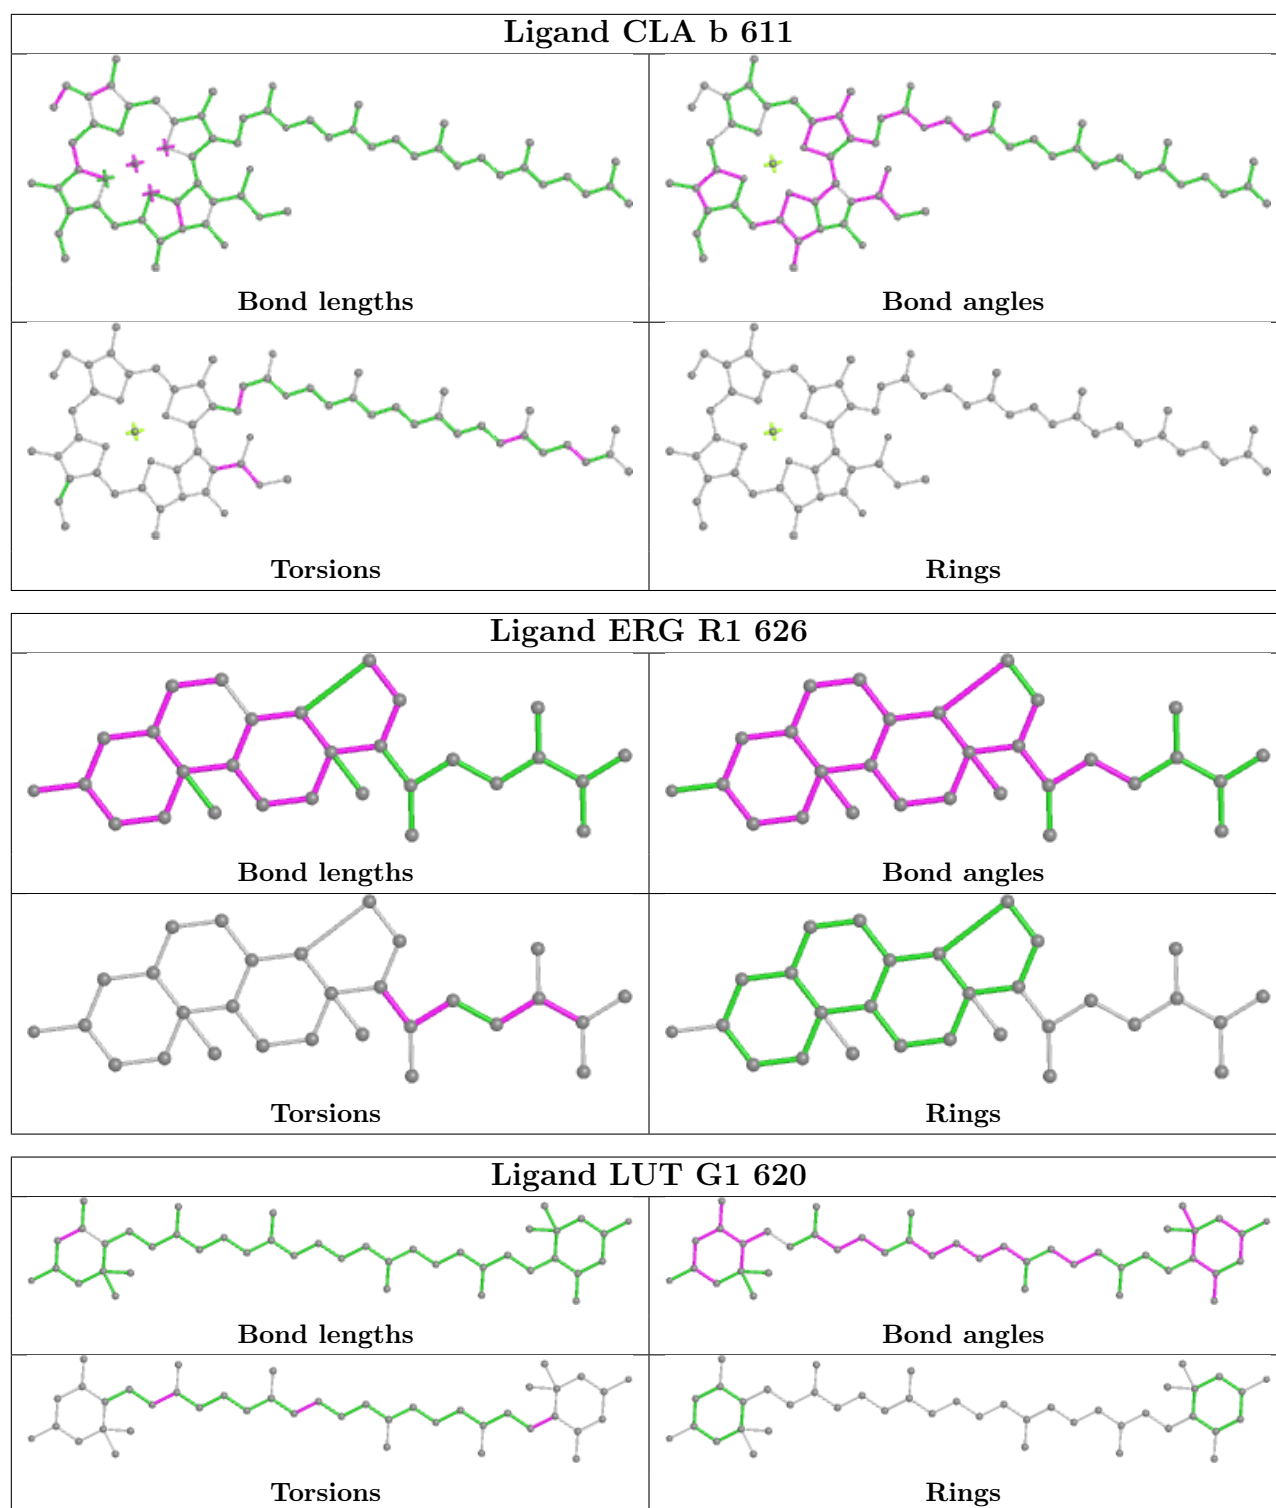 Ligand CLA b 611
Bond lengths
Bond angles
Torsions
Rings
Ligand ERG R1 626
Bond lengths
Bond angles
Torsions
Rings
Ligand LUT G1 620
Bond lengths
Bond angles
Torsions
Rings